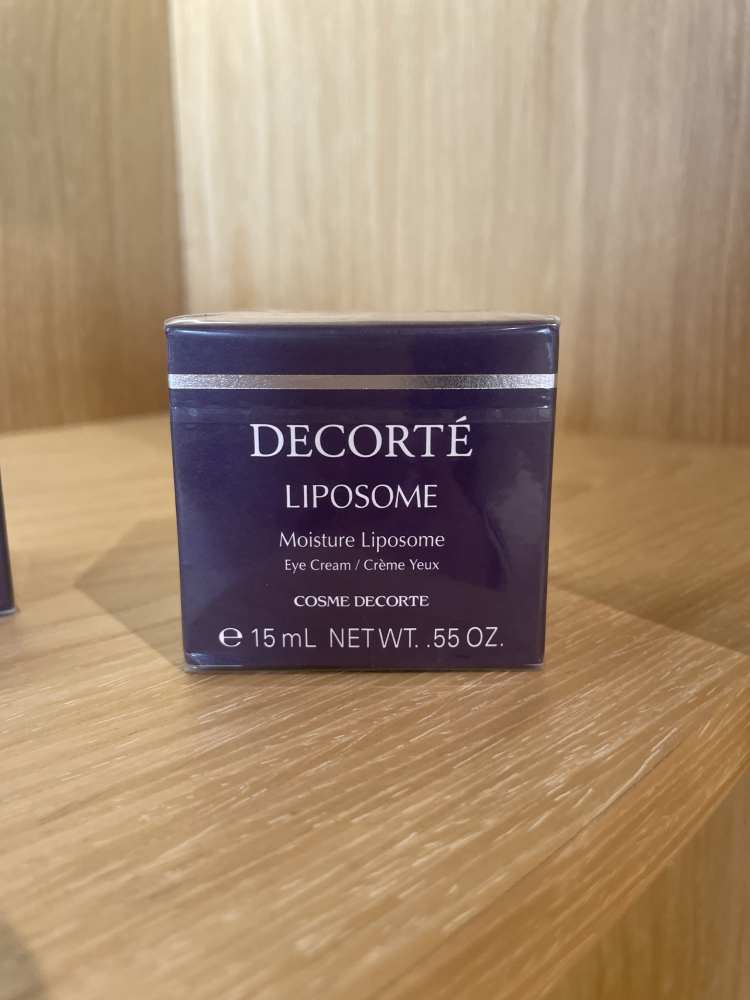 DECORTÉ
LIPOSOME
Moisture Liposome
Eye Cream / Crème Yeux
COSME DECORTE
℮ 15 mL NET WT. .55 OZ.